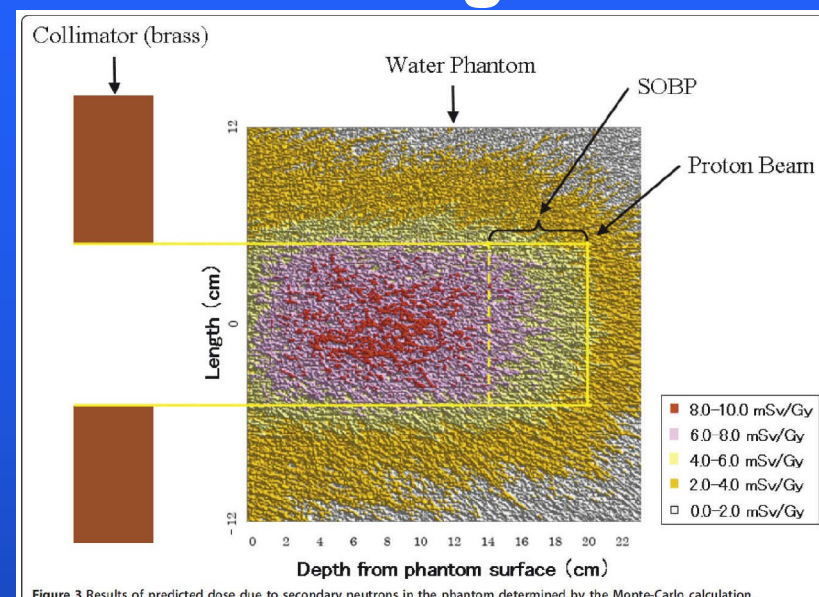 Collimator (brass)
Water Phantom
SOBP
Proton Beam
12
Length (cm)
0
-12
0 2 4 6 8 10 12 14 16 18 20 22
Depth from phantom surface (cm)
8.0-10.0 mSv/Gy
6.0-8.0 mSv/Gy
4.0-6.0 mSv/Gy
2.0-4.0 mSv/Gy
0.0-2.0 mSv/Gy
Figure 3 Results of predicted dose due to secondary neutrons in the phantom determined by the Monte-Carlo calculation